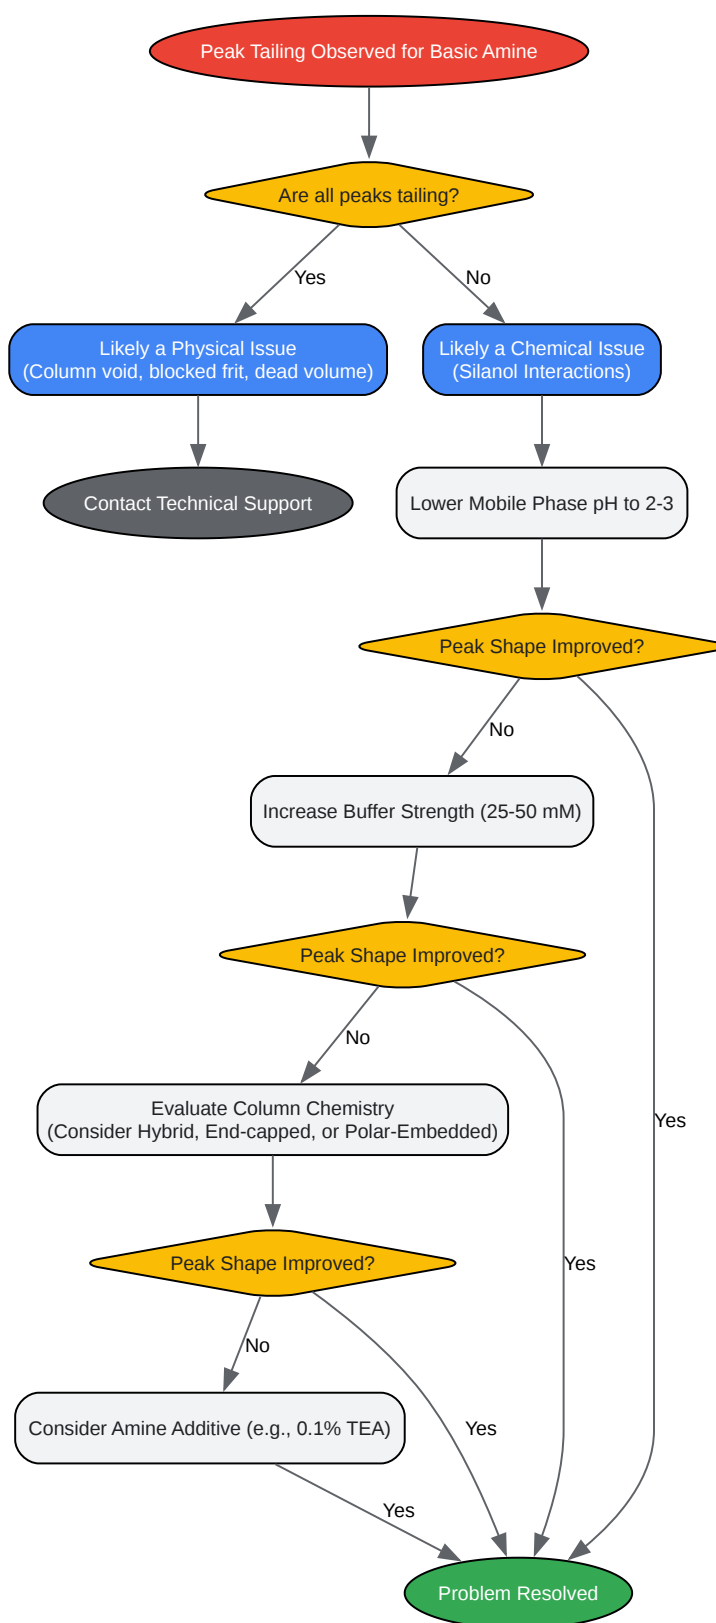 Peak Tailing Observed for Basic Amine
Are all peaks tailing?
Yes
No
Likely a Physical Issue
(Column void, blocked frit, dead volume)
Likely a Chemical Issue
(Silanol Interactions)
Contact Technical Support
Lower Mobile Phase pH to 2-3
Peak Shape Improved?
No
Increase Buffer Strength (25-50 mM)
Peak Shape Improved?
No
Evaluate Column Chemistry
(Consider Hybrid, End-capped, or Polar-Embedded)
Yes
Peak Shape Improved?
Yes
No
Consider Amine Additive (e.g., 0.1% TEA)
Yes
Yes
Problem Resolved